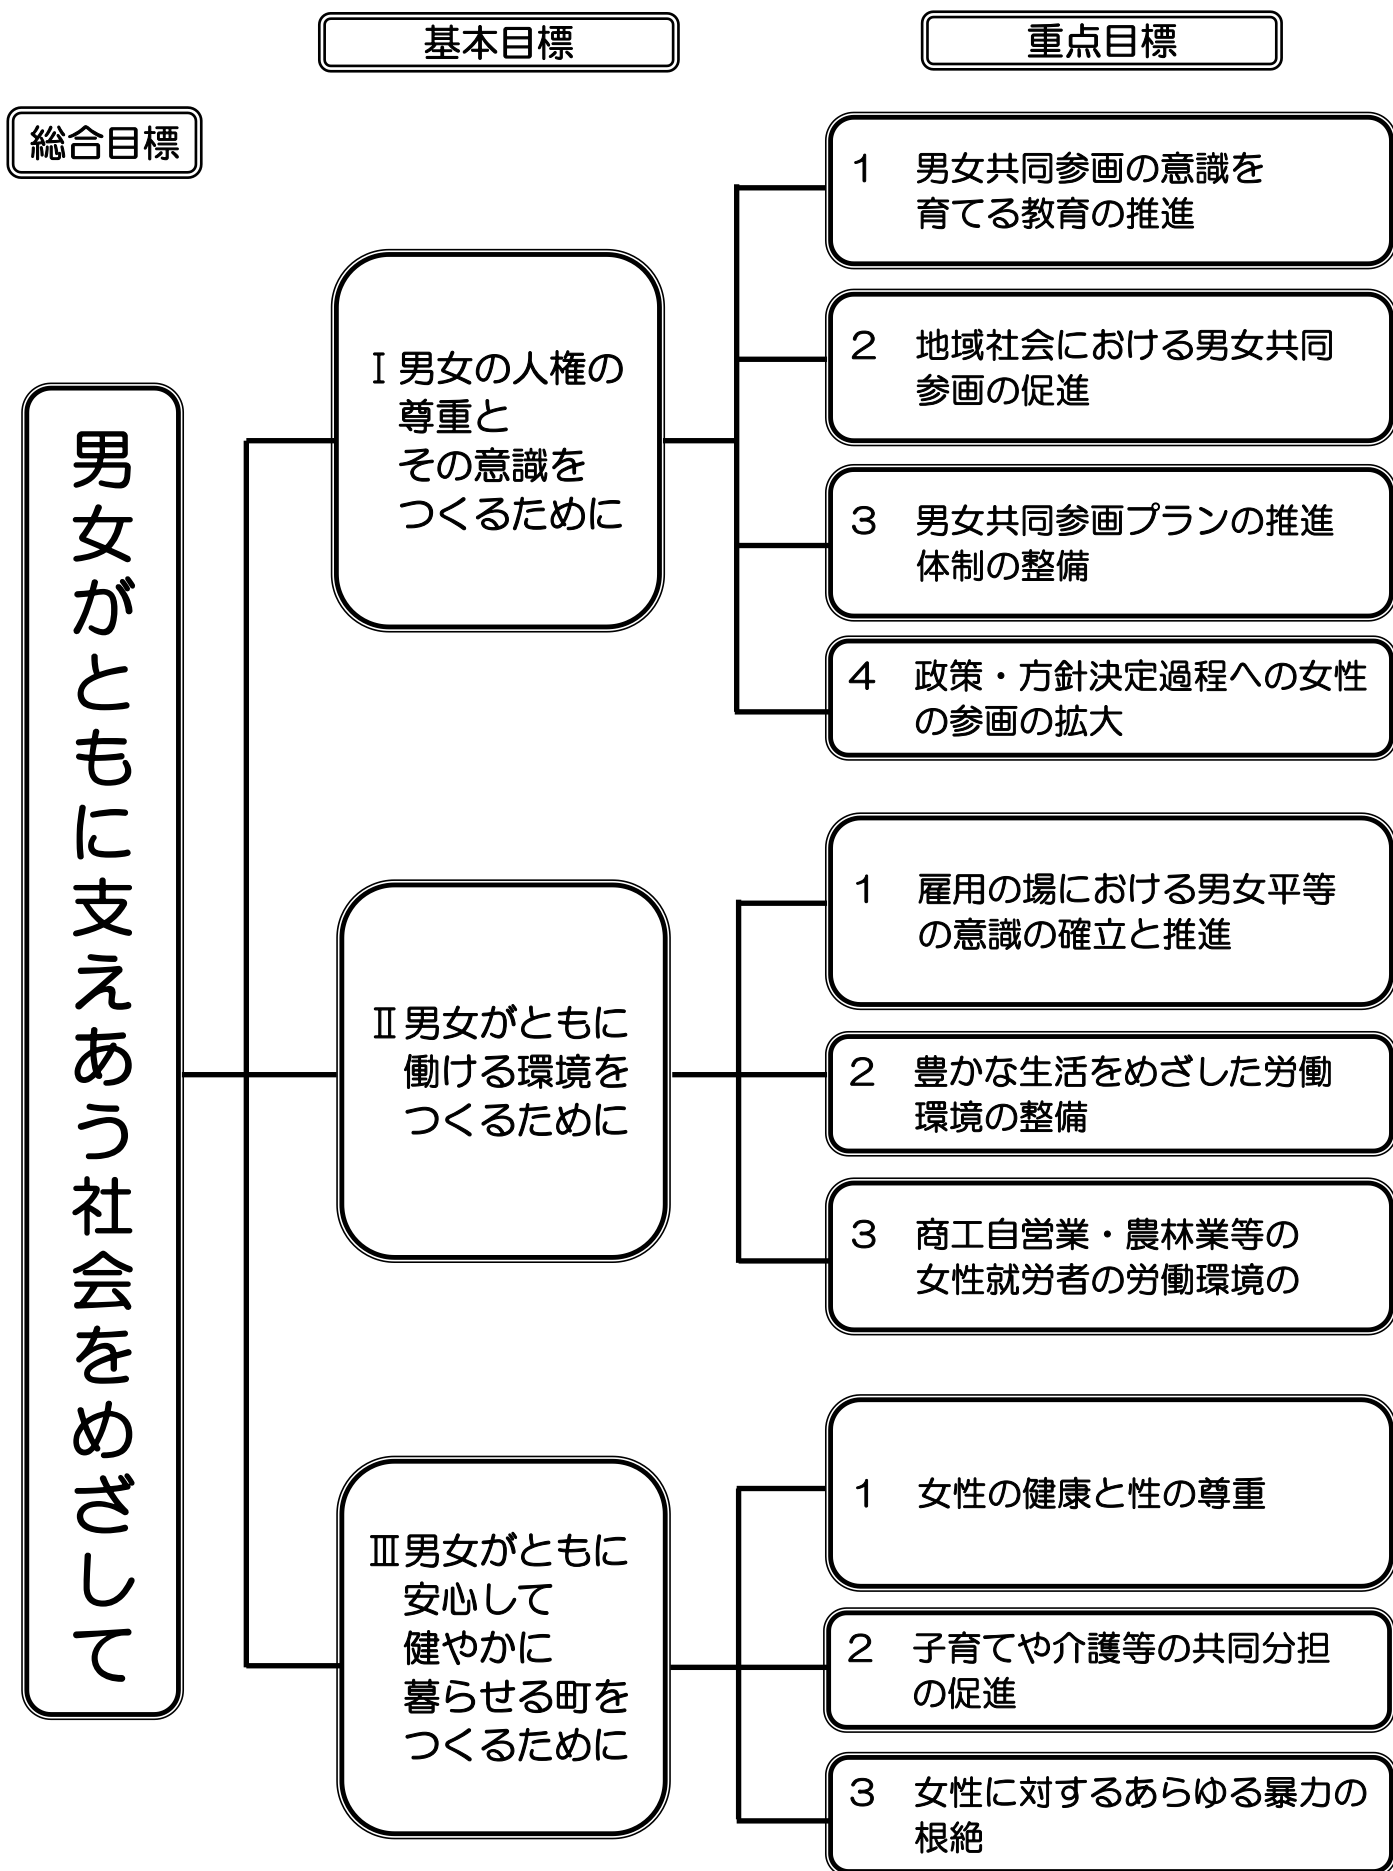 基本目標
重点目標
総合目標
男女がともに支えあう社会をめざして
Ⅰ男女の人権の
尊重と
その意識を
つくるために
1 男女共同参画の意識を
育てる教育の推進
2 地域社会における男女共同
参画の促進
3 男女共同参画プランの推進
体制の整備
4 政策・方針決定過程への女性
の参画の拡大
Ⅱ男女がともに
働ける環境を
つくるために
1 雇用の場における男女平等
の意識の確立と推進
2 豊かな生活をめざした労働
環境の整備
3 商工自営業・農林業等の
女性就労者の労働環境の
Ⅲ男女がともに
安心して
健やかに
暮らせる町を
つくるために
1 女性の健康と性の尊重
2 子育てや介護等の共同分担
の促進
3 女性に対するあらゆる暴力の
根絶